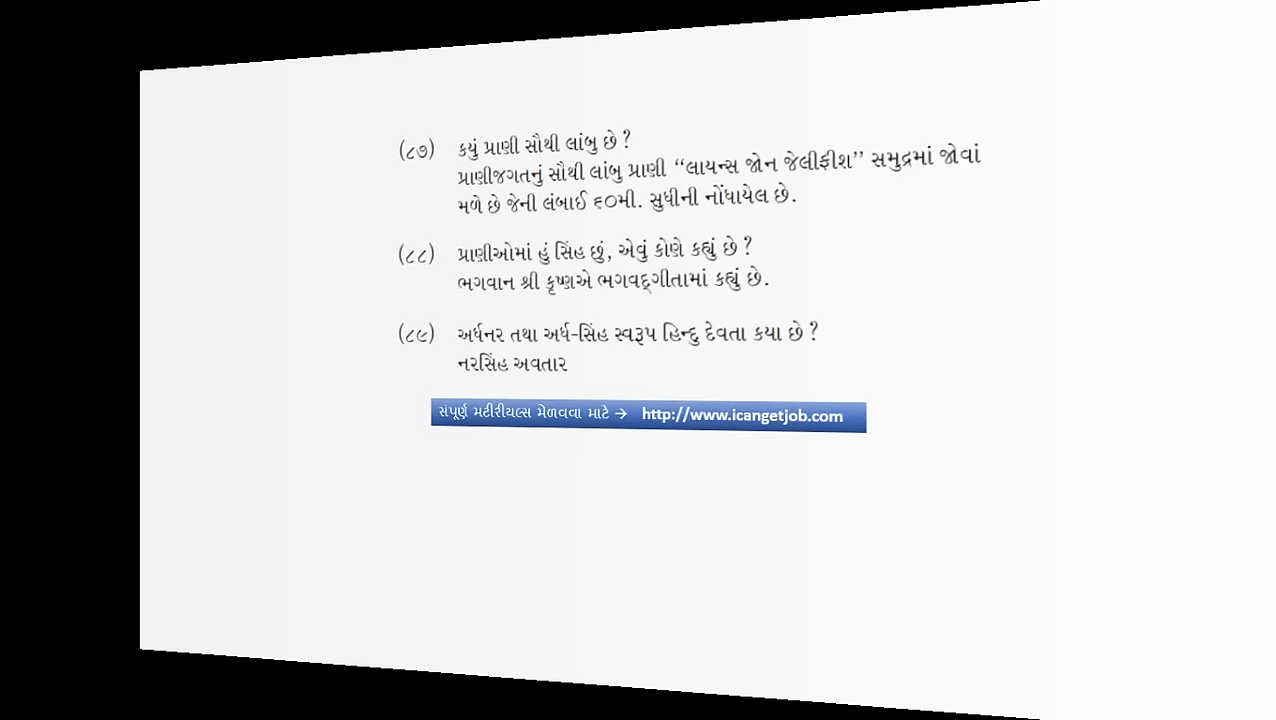 (૮૭) કયું પ્રાણી સૌથી લાંબુ છે ?
પ્રાણીજગતનું સૌથી લાંબુ પ્રાણી “લાયન્સ જોન જેલીફીશ” સમુદ્રમાં જોવાં
મળે છે જેની લંબાઈ ૬૦મી. સુધીની નોંધાયેલ છે.
(૮૮) પ્રાણીઓમાં હું સિંહ છું, એવું કોણે કહ્યું છે ?
ભગવાન શ્રી કૃષ્ણએ ભગવદ્ગીતામાં કહ્યું છે.
(૮૯) અર્ધનર તથા અર્ધ-સિંહ સ્વરૂપ હિન્દુ દેવતા કયા છે ?
નરસિંહ અવતાર
સંપૂર્ણ મટીરીયલ્સ મેળવવા માટે → http://www.icangetjob.com